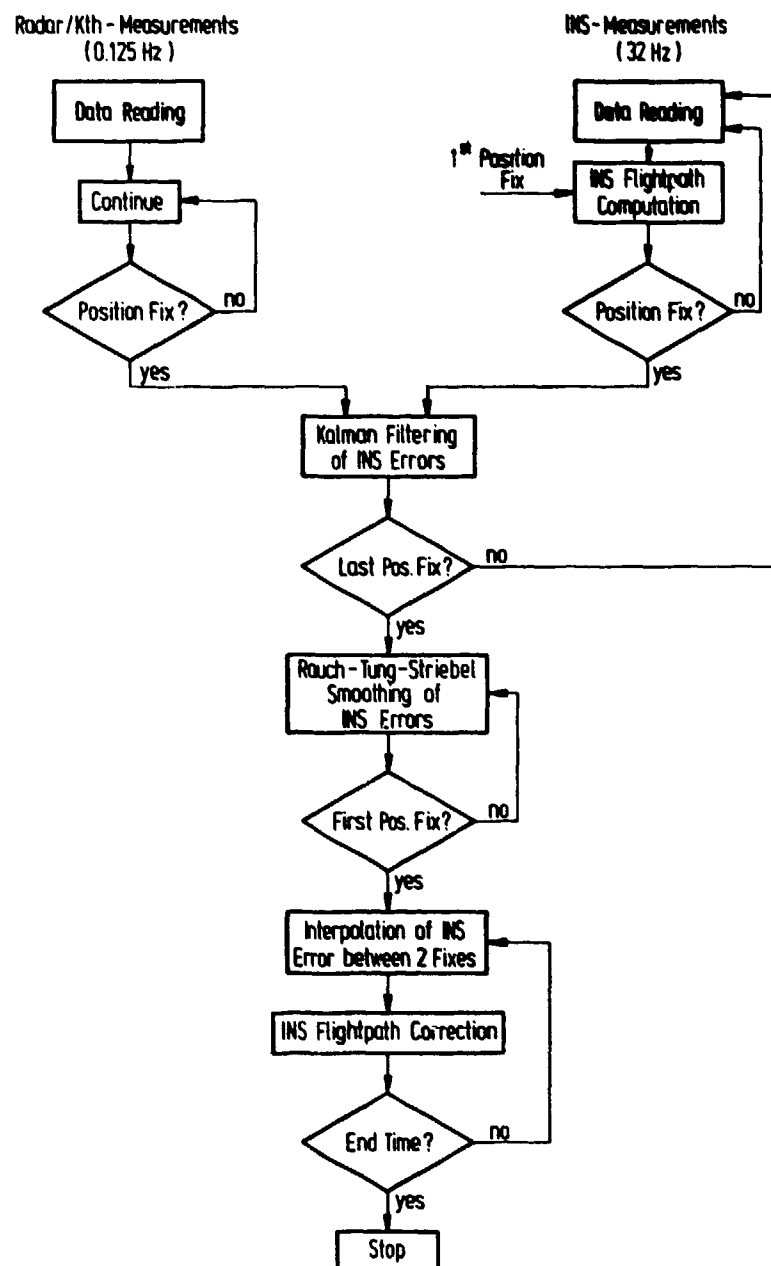 Radar/Kth - Measurements
(0.125 Hz)
INS - Measurements
(32 Hz)
Data Reading
Data Reading
1st Position
Fix
Continue
INS Flightpath
Computation
Position Fix?
no
Position Fix?
no
yes
yes
Kalman Filtering
of INS Errors
Last Pos. Fix?
no
yes
Rauch-Tung-Striebel
Smoothing of
INS Errors
First Pos. Fix?
no
yes
Interpolation of INS
Error between 2 Fixes
INS Flightpath Correction
End Time?
no
yes
Stop